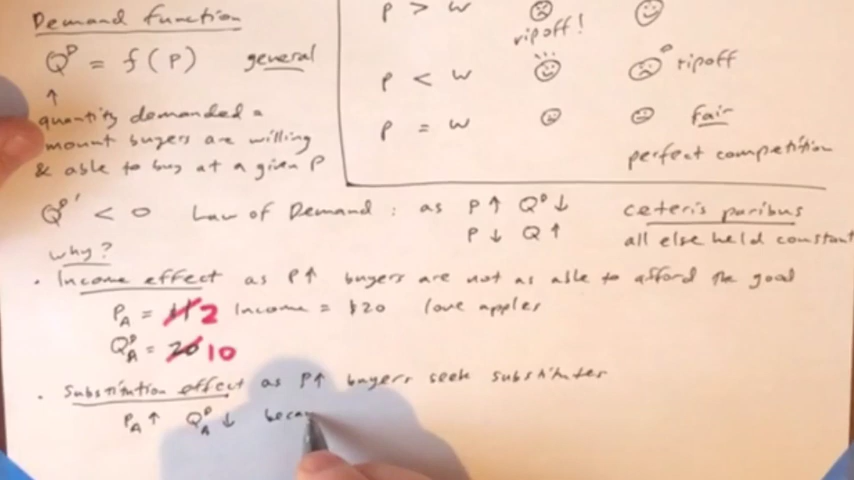 Demand function
Q^D = f(P) general
↑
quantity demanded a
mount buyers are willing
& able to buy at a given P
P > W
ripoff!
P < W ripoff
P = W fair
perfect competition
Q^D' < 0 Law of Demand: as P↑ Q^D↓ ceteris paribus
P↓ Q↑ all else held constant
why?
• Income effect as P↑ buyers are not as able to afford the good
P_A = 2 Income = $20 love apples
Q^D_A = 20 10
• Substitution effect as P↑ buyers seek substitutes
P_A↑ Q^D_A↓ beca